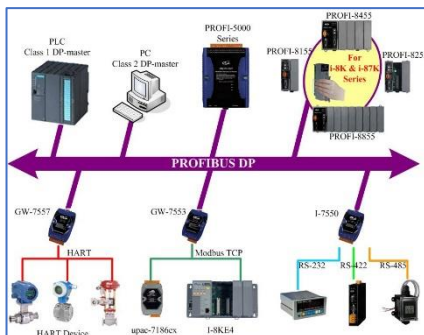 PLC
Class 1 DP-master
PC
Class 2 DP-master
PROFI-5000
Series
PROFI-8455
PROFI-8155
For
i-8K & i-87K
Series
PROFI-825
PROFI-8855
PROFIBUS DP
GW-7557
GW-7553
I-7550
HART
Modbus TCP
RS-232
RS-422
RS-485
HART Device
upac-7186ex
I-8KE4